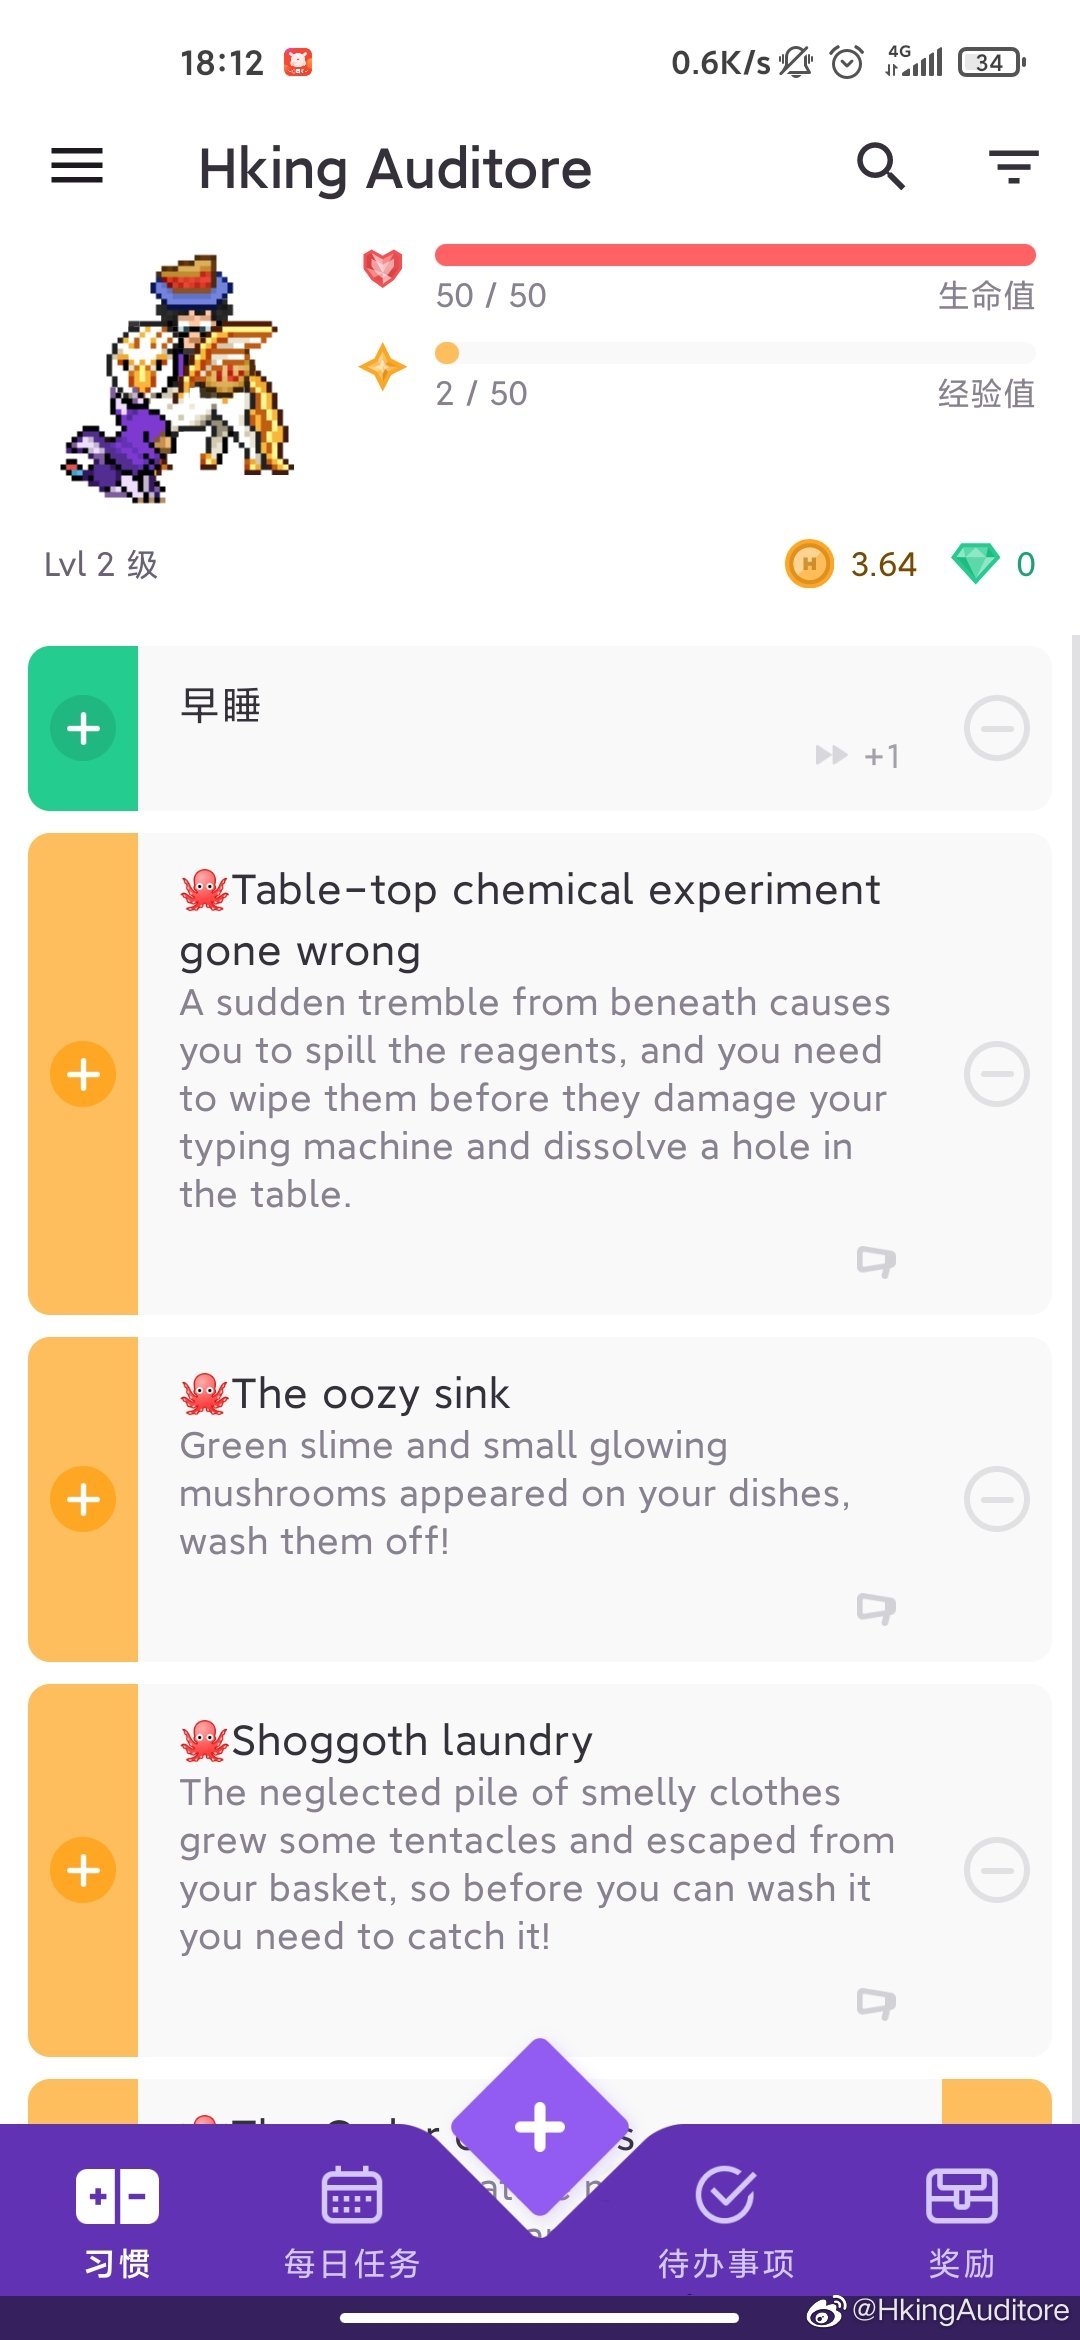 18:12
0.6K/s
4G
34
Hking Auditore
50 / 50
生命值
2 / 50
经验值
Lvl 2 级
H
3.64
0
早睡
+1
Table-top chemical experiment
gone wrong
A sudden tremble from beneath causes
you to spill the reagents, and you need
to wipe them before they damage your
typing machine and dissolve a hole in
the table.
The oozy sink
Green slime and small glowing
mushrooms appeared on your dishes,
wash them off!
Shoggoth laundry
The neglected pile of smelly clothes
grew some tentacles and escaped from
your basket, so before you can wash it
you need to catch it!
习惯
每日任务
待办事项
奖励
@HkingAuditore